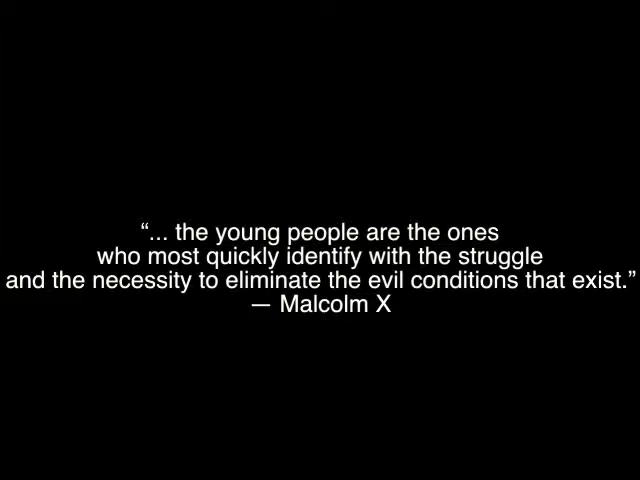 “... the young people are the ones
who most quickly identify with the struggle
and the necessity to eliminate the evil conditions that exist.”
— Malcolm X